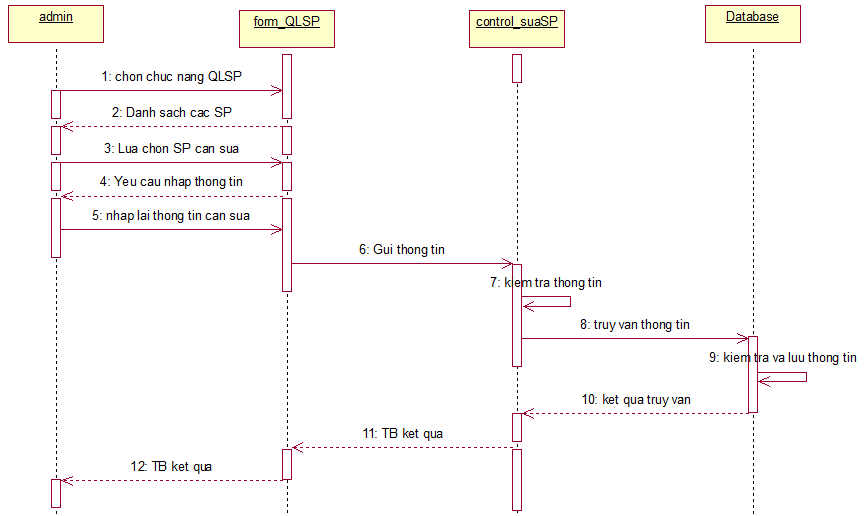 admin
form_QLSP
control_suaSP
Database
1: chon chuc nang QLSP
2: Danh sach cac SP
3: Lua chon SP can sua
4: Yeu cau nhap thong tin
5: nhap lai thong tin can sua
6: Gui thong tin
7: kiem tra thong tin
8: truy van thong tin
9: kiem tra va luu thong tin
10: ket qua truy van
11: TB ket qua
12: TB ket qua